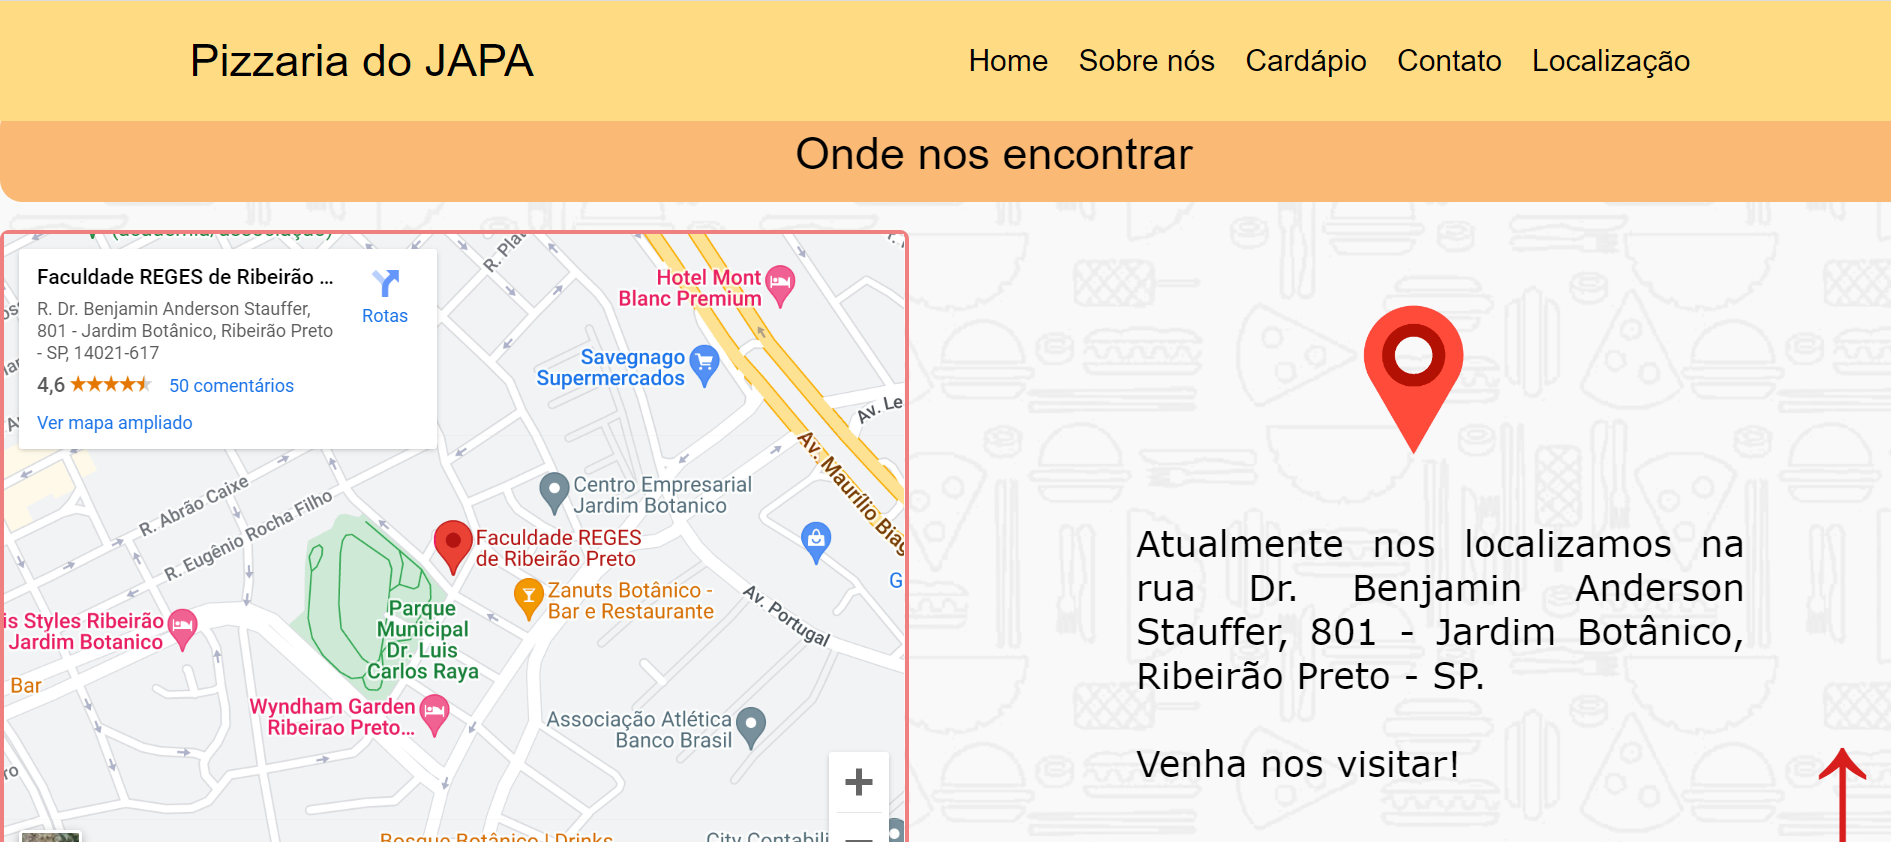 Pizzaria do JAPA
Home Sobre nós Cardápio Contato Localização
Onde nos encontrar
(academia, associação)
Faculdade REGES de Ribeirão ...
R. Dr. Benjamin Anderson Stauffer,
801 - Jardim Botânico, Ribeirão Preto
- SP, 14021-617
4,6
50 comentários
Ver mapa ampliado
Rotas
Hotel Mont
Blanc Premium
Savegnago
Supermercados
Av. Le
Av. Maurílio Biag
Centro Empresarial
Jardim Botanico
R. Abrão Caixe
R. Eugênio Rocha Filho
Faculdade REGES
de Ribeirão Preto
Zanuts Botânico -
Bar e Restaurante
G
Av. Portugal
Parque
Municipal
Dr. Luis
Carlos Raya
is Styles Ribeirão
Jardim Botanico
Bar
Wyndham Garden
Ribeirao Preto...
Associação Atlética
Banco Brasil
Bosque Botânico | Drinks
City Contabili
Atualmente nos localizamos na
rua Dr. Benjamin Anderson
Stauffer, 801 - Jardim Botânico,
Ribeirão Preto - SP.
Venha nos visitar!